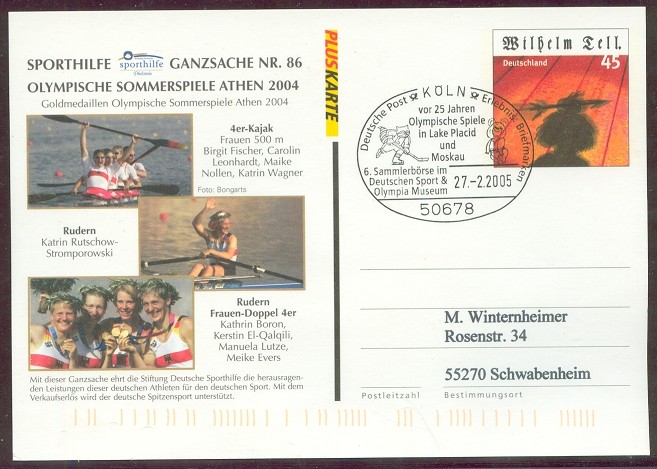 SPORTHILFE sporthilfe GANZSACHE NR. 86
OLYMPISCHE SOMMERSPIELE ATHEN 2004
Goldmedaillen Olympische Sommerspiele Athen 2004
4er-Kajak
Frauen 500 m
Birgit Fischer, Carolin
Leonhardt, Maike
Nollen, Katrin Wagner
Foto: Bongarts
Rudern
Katrin Rutschow-
Stromporowski
Rudern
Frauen-Doppel 4er
Kathrin Boron,
Kerstin El-Qalqili,
Manuela Lutze,
Meike Evers
Mit dieser Ganzsache ehrt die Stiftung Deutsche Sporthilfe die herausragen-
den Leistungen dieser deutschen Athleten für den deutschen Sport. Mit dem
Verkaufserlös wird der deutsche Spitzensport unterstützt.
PLUSKARTE
Wilhelm Tell.
Deutschland 45
Deutsche Post KÖLN Erlebnis: Briefmarken
vor 25 Jahren
Olympische Spiele
in Lake Placid
und
Moskau
6. Sammlerbörse im
Deutschen Sport &
Olympia Museum
27.-2.2005
50678
M. Winternheimer
Rosenstr. 34
55270 Schwabenheim
Postleitzahl Bestimmungsort